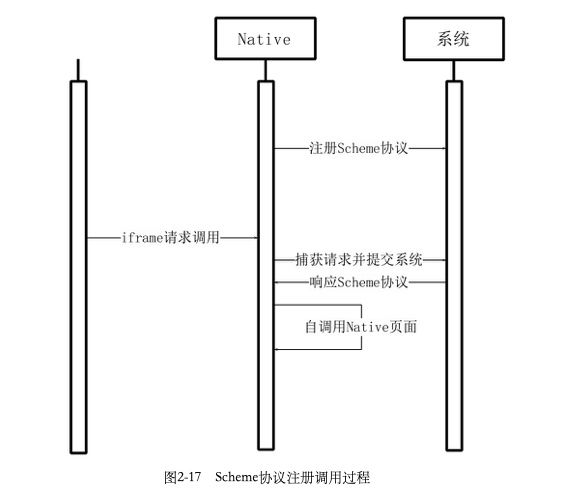 Native
系统
注册Scheme协议
iframe请求调用
捕获请求并提交系统
响应Scheme协议
自调用Native页面
图2-17 Scheme协议注册调用过程